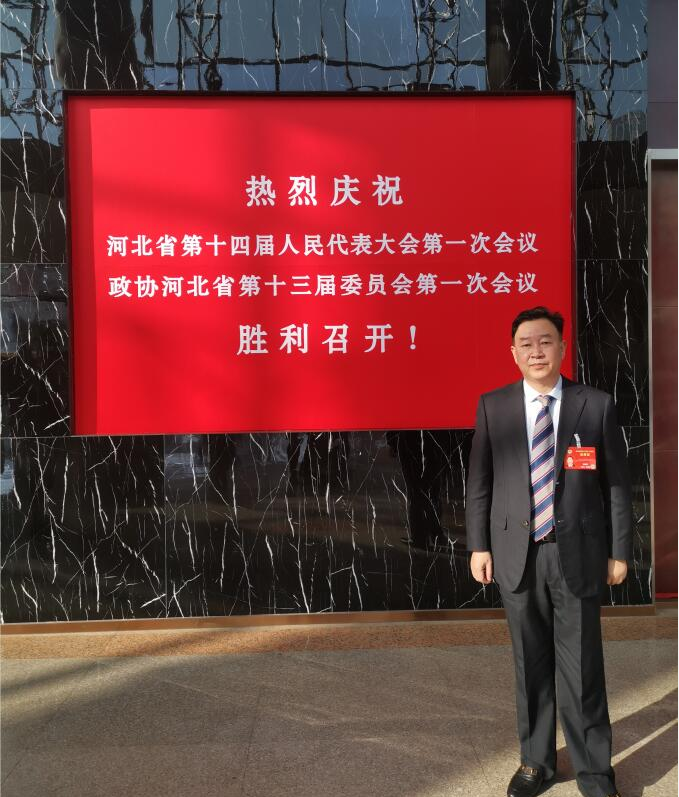 热烈庆祝
河北省第十四届人民代表大会第一次会议
政协河北省第十三届委员会第一次会议
胜利召开！